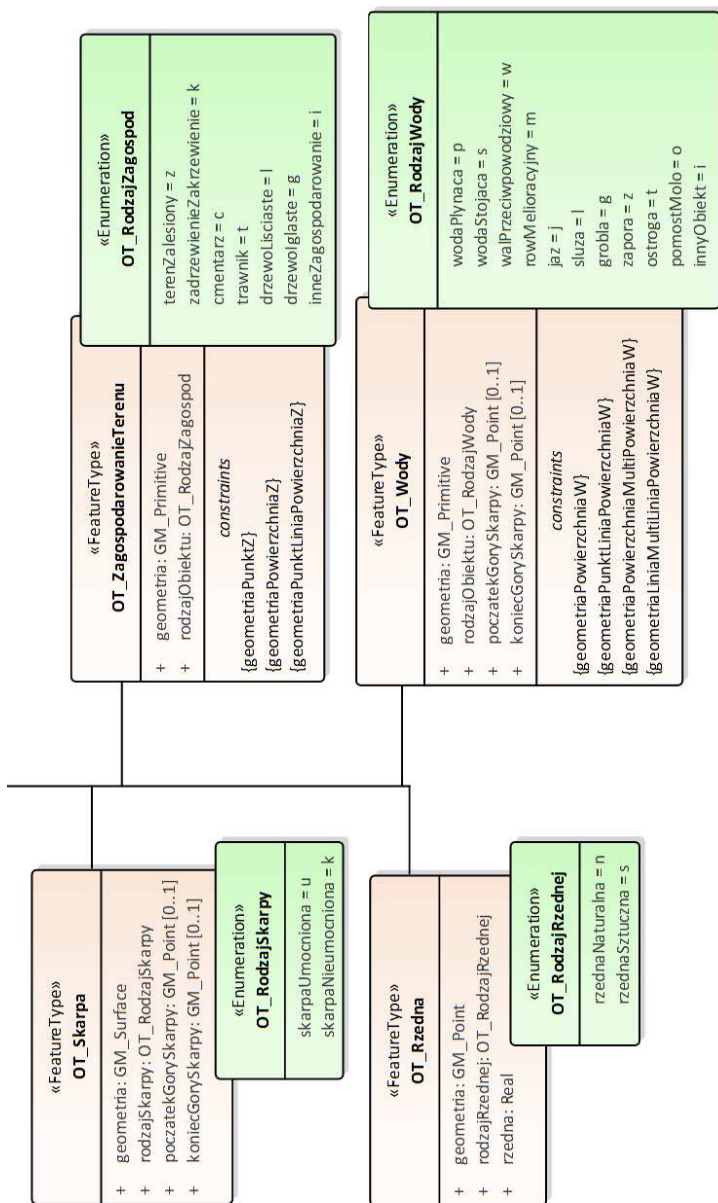 «FeatureType»
OT_Skarpa
+ geometria: GM_Surface
+ rodzajSkarpy: OT_RodzajSkarpy
+ poczatekGorySkarpy: GM_Point [0..1]
+ koniecGorySkarpy: GM_Point [0..1]
«Enumeration»
OT_RodzajSkarpy
skarpaUmocniona = u
skarpaNieumocniona = k
«FeatureType»
OT_ZagospodarowanieTerenu
+ geometria: GM_Primitive
+ rodzajObiektu: OT_RodzajZagospod
constraints
{geometriaPunktZ}
{geometriaPowierzchniaZ}
{geometriaPunktLiniaPowierzchniaZ}
«Enumeration»
OT_RodzajZagospod
terenZalesiony = z
zadrzewienieZakrzewienie = k
cmentarz = c
trawnik = t
drzewoLisciaste = l
drzewoIglaste = g
inneZagospodarowanie = i
«FeatureType»
OT_Rzedna
+ geometria: GM_Point
+ rodzajRzednej: OT_RodzajRzednej
+ rzedna: Real
«Enumeration»
OT_RodzajRzednej
rzednaNaturalna = n
rzednaSztuczna = s
«FeatureType»
OT_Wody
+ geometria: GM_Primitive
+ rodzajObiektu: OT_RodzajWody
+ poczatekGorySkarpy: GM_Point [0..1]
+ koniecGorySkarpy: GM_Point [0..1]
constraints
{geometriaPowierzchniaW}
{geometriaPunktLiniaPowierzchniaW}
{geometriaPowierzchniaMultiPowierzchniaW}
{geometriaLiniaMultiLiniaPowierzchniaW}
«Enumeration»
OT_RodzajWody
wodaPlynaca = p
wodaStojaca = s
walPrzeciwpowodziowy = w
rowMelioracyjny = m
jaz = j
sluza = l
grobla = g
zapora = z
ostroga = t
pomostMolo = o
innyObiekt = i